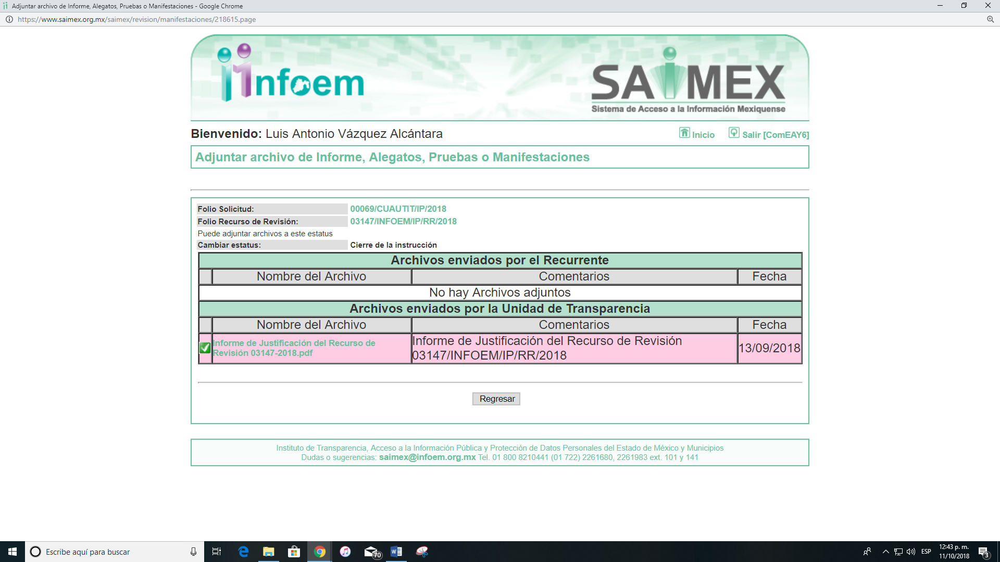 Adjuntar archivo de Informe, Alegatos, Pruebas o Manifestaciones - Google Chrome
https://www.saimex.org.mx/saimex/revision/manifestaciones/218615.page
infoem
SAIMEX
Sistema de Acceso a la Información Mexiquense
Bienvenido: Luis Antonio Vázquez Alcántara
Inicio Salir [ComEAY6]
Adjuntar archivo de Informe, Alegatos, Pruebas o Manifestaciones
Folio Solicitud: 00069/CUAUTIT/IP/2018
Folio Recurso de Revisión: 03147/INFOEM/IP/RR/2018
Puede adjuntar archivos a este estatus
Cambiar estatus: Cierre de la instrucción
Archivos enviados por el Recurrente
Nombre del Archivo Comentarios Fecha
No hay Archivos adjuntos
Archivos enviados por la Unidad de Transparencia
Nombre del Archivo Comentarios Fecha
Informe de Justificación del Recurso de
Revisión 03147-2018.pdf
Informe de Justificación del Recurso de Revisión
03147/INFOEM/IP/RR/2018
13/09/2018
Regresar
Instituto de Transparencia, Acceso a la Información Pública y Protección de Datos Personales del Estado de México y Municipios
Dudas o sugerencias: saimex@infoem.org.mx Tel. 01 800 8210441 (01 722) 2261680, 2261983 ext. 101 y 141
Escribe aquí para buscar
70
ESP
12:43 p. m.
11/10/2018
3